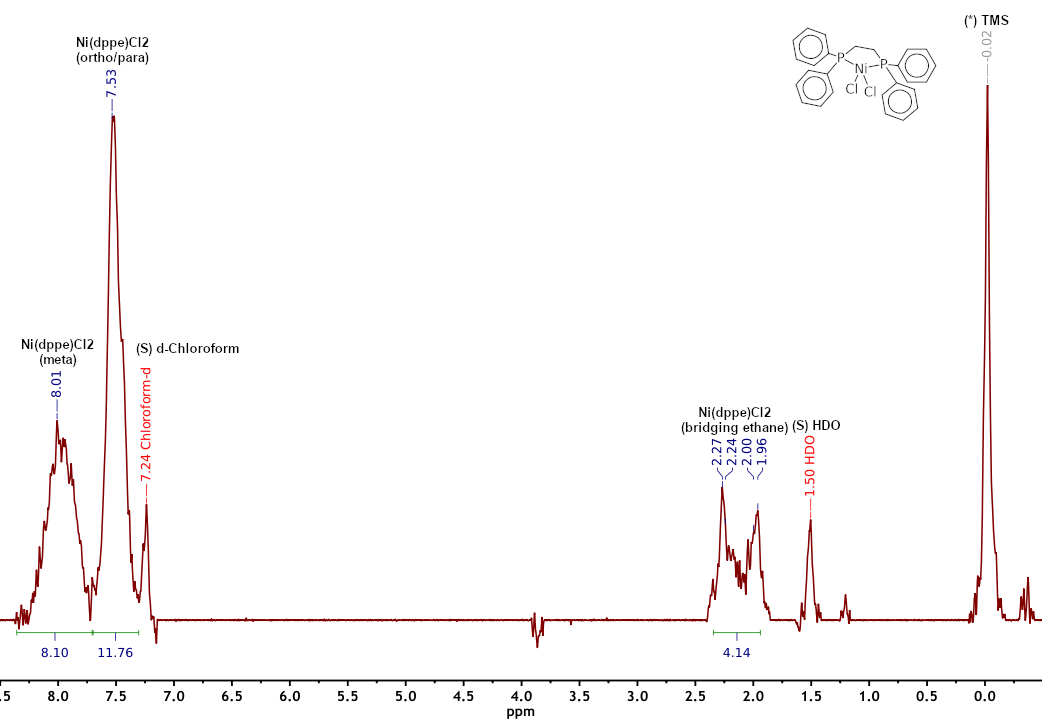 (*) TMS
-0.02
Ni(dppe)Cl2
(ortho/para)
7.53
P
Ni
P
Cl
Cl
Ni(dppe)Cl2
(meta)
8.01
(S) d-Chloroform
7.24 Chloroform-d
Ni(dppe)Cl2
(bridging ethane)
2.27
2.24
2.00
1.96
(S) HDO
1.50 HDO
8.10
11.76
4.14
.5 8.0 7.5 7.0 6.5 6.0 5.5 5.0 4.5 4.0 3.5 3.0 2.5 2.0 1.5 1.0 0.5 0.0
ppm